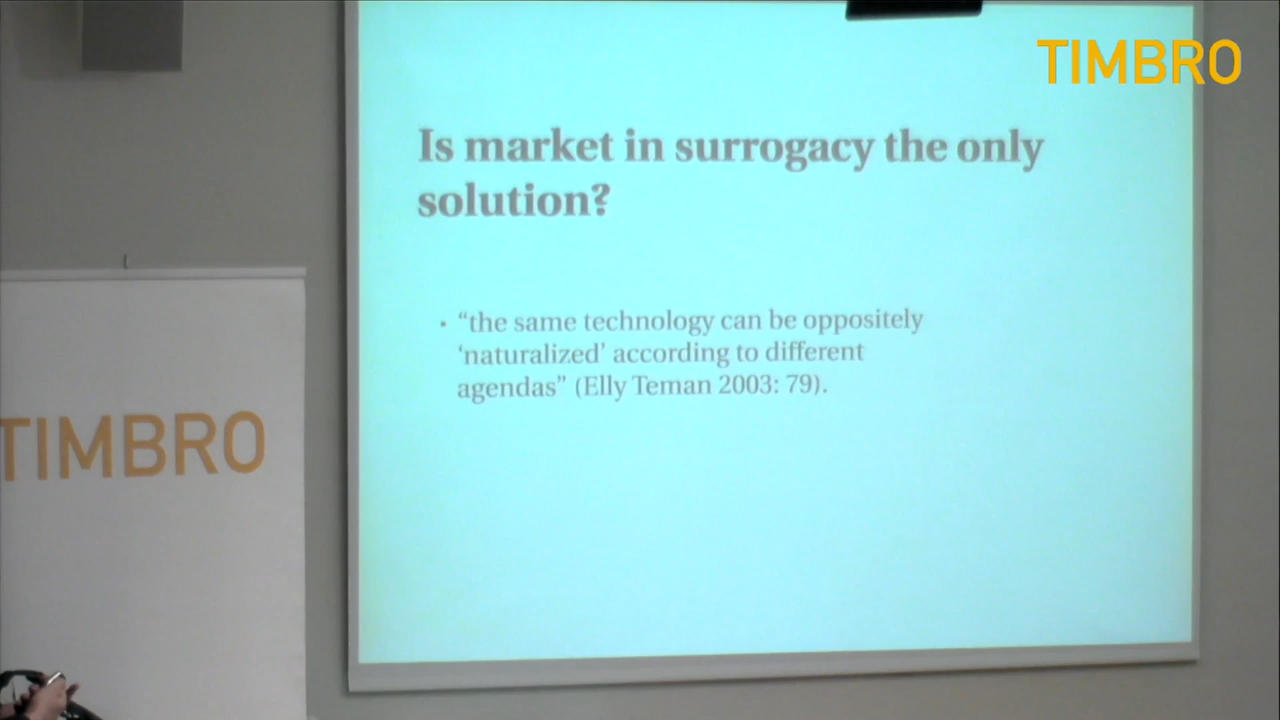 TIMBRO
Is market in surrogacy the only
solution?
· “the same technology can be oppositely
‘naturalized’ according to different
agendas” (Elly Teman 2003: 79).
TIMBRO